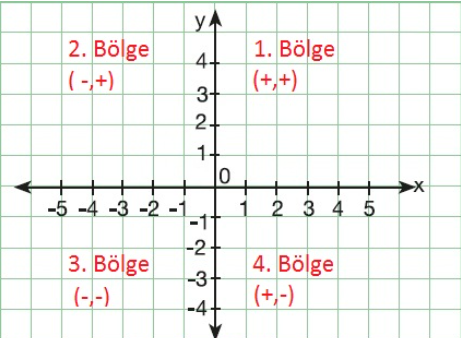 y
2. Bölge
(-,+)
1. Bölge
(+,+)
4
3
2
1
0
x
-5 -4 -3 -2 -1 1 2 3 4 5
-1
-2
-3
-4
3. Bölge
(-,-)
4. Bölge
(+,-)